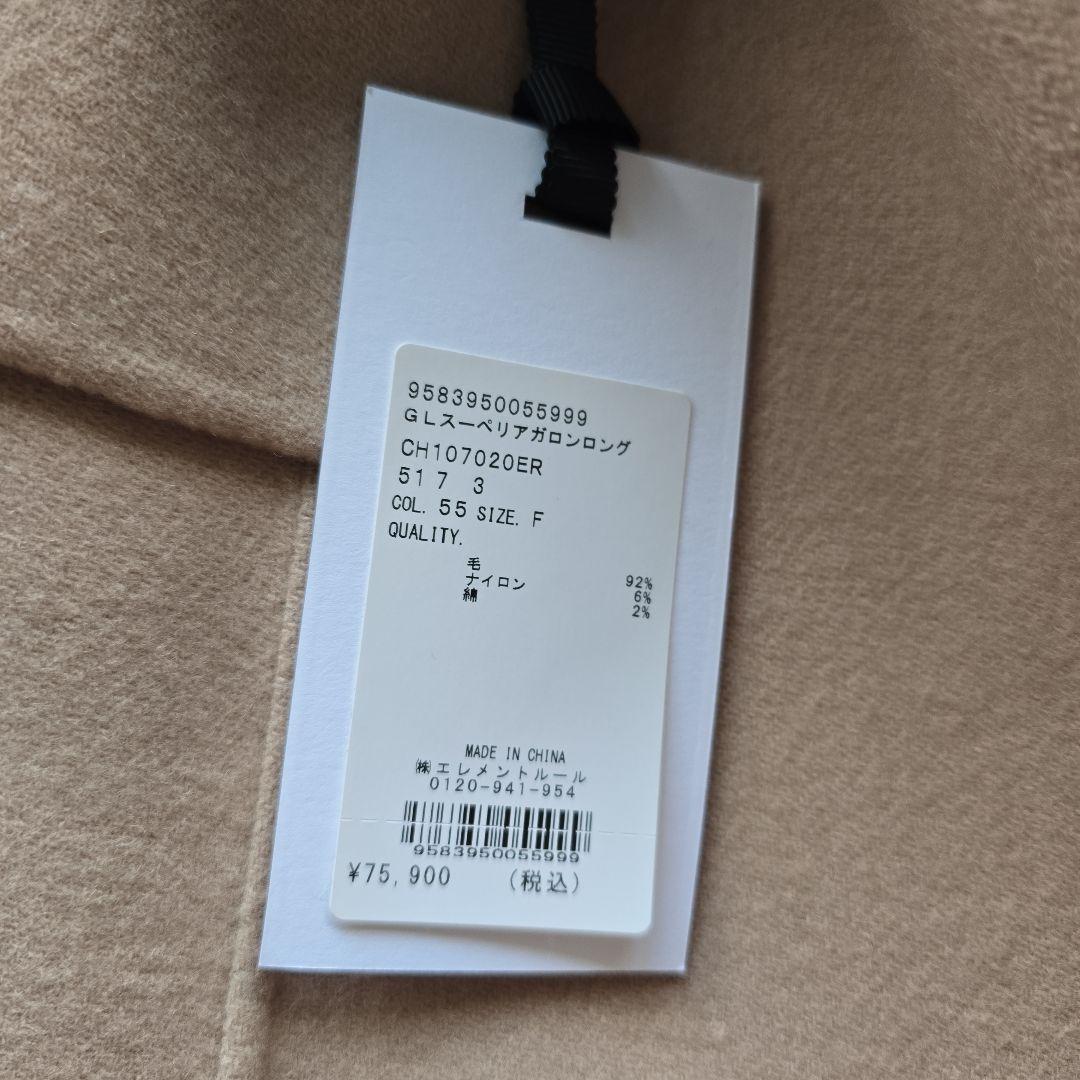 9583950055999
GLスーペリアガロンロング
CH107020ER
517 3
COL. 55 SIZE. F
QUALITY.
毛 92%
ナイロン 6%
綿 2%
MADE IN CHINA
㈱エレメントルール
0120-941-954
9583950055999
¥75,900 (税込)